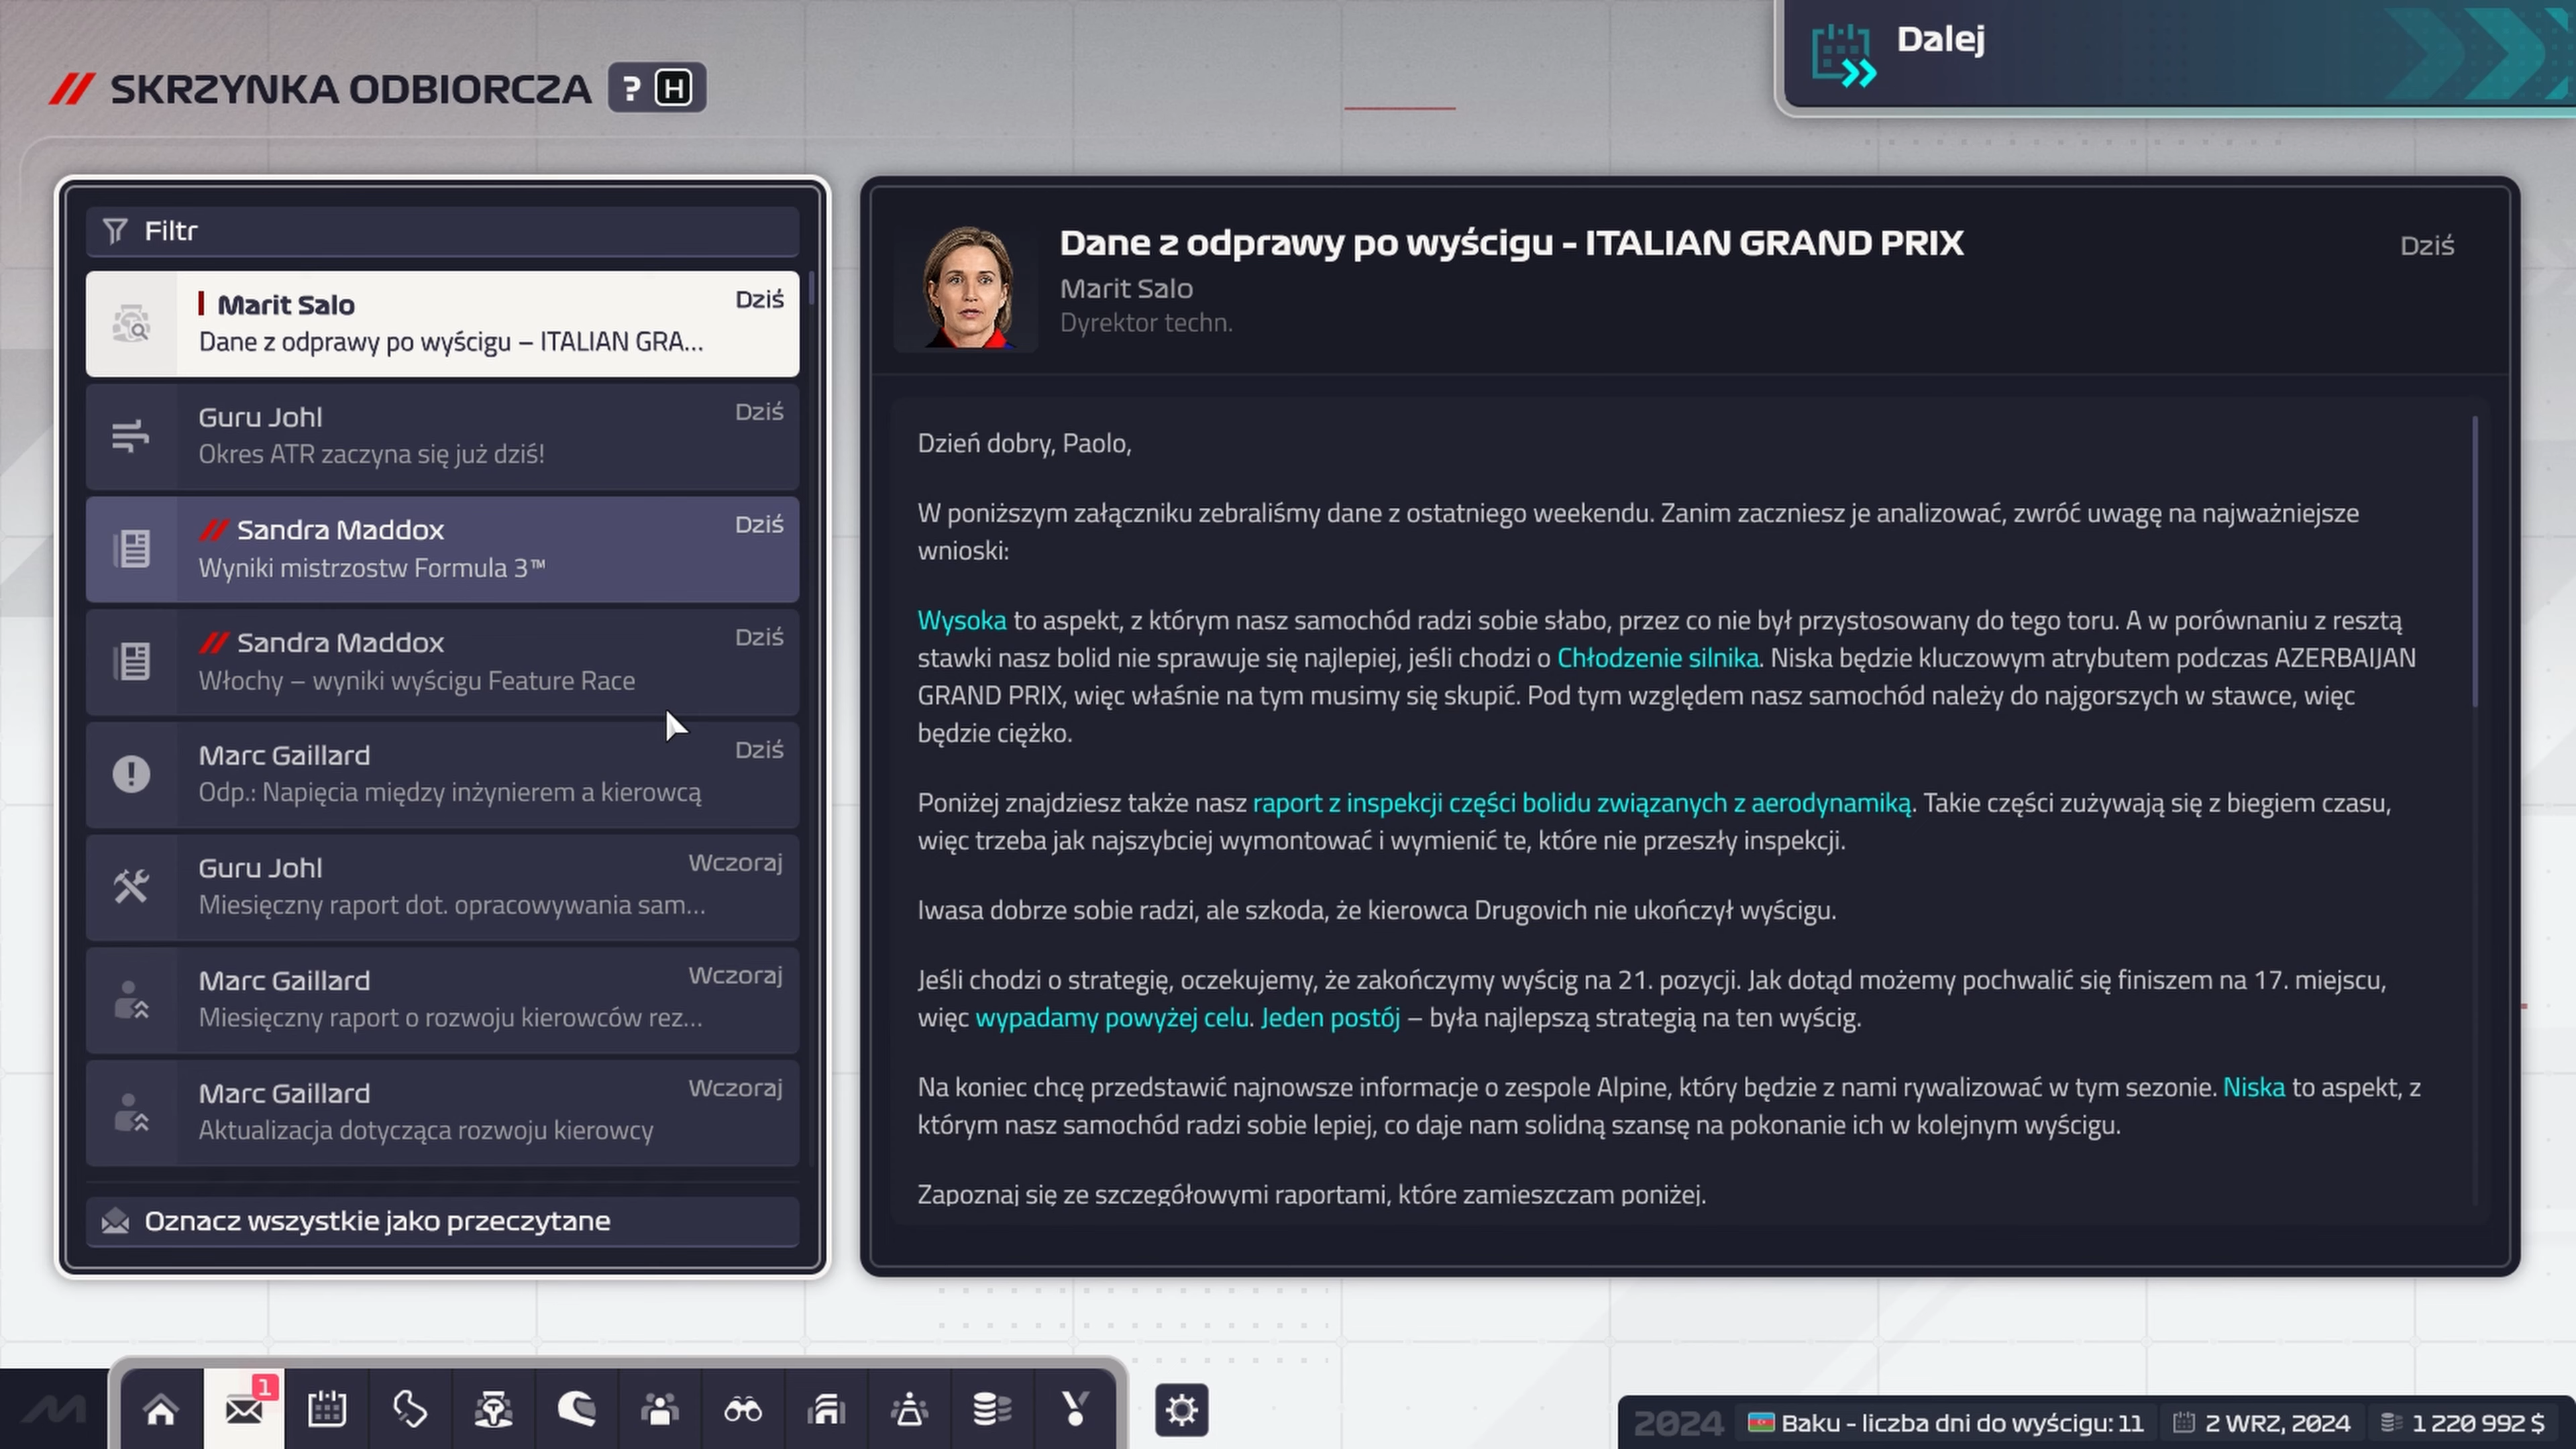 Dalej
SKRZYNKA ODBIORCZA ? H
Filtr
Marit Salo Dziś
Dane z odprawy po wyścigu – ITALIAN GRA...
Guru Johl Dziś
Okres ATR zaczyna się już dziś!
Sandra Maddox Dziś
Wyniki mistrzostw Formula 3™
Sandra Maddox Dziś
Włochy – wyniki wyścigu Feature Race
Marc Gaillard Dziś
Odp.: Napięcia między inżynierem a kierowcą
Guru Johl Wczoraj
Miesięczny raport dot. opracowywania sam...
Marc Gaillard Wczoraj
Miesięczny raport o rozwoju kierowców rez...
Marc Gaillard Wczoraj
Aktualizacja dotycząca rozwoju kierowcy
Oznacz wszystkie jako przeczytane
Dane z odprawy po wyścigu - ITALIAN GRAND PRIX Dziś
Marit Salo
Dyrektor techn.
Dzień dobry, Paolo,
W poniższym załączniku zebraliśmy dane z ostatniego weekendu. Zanim zaczniesz je analizować, zwróć uwagę na najważniejsze
wnioski:
Wysoka to aspekt, z którym nasz samochód radzi sobie słabo, przez co nie był przystosowany do tego toru. A w porównaniu z resztą
stawki nasz bolid nie sprawuje się najlepiej, jeśli chodzi o Chłodzenie silnika. Niska będzie kluczowym atrybutem podczas AZERBAIJAN
GRAND PRIX, więc właśnie na tym musimy się skupić. Pod tym względem nasz samochód należy do najgorszych w stawce, więc
będzie ciężko.
Poniżej znajdziesz także nasz raport z inspekcji części bolidu związanych z aerodynamiką. Takie części zużywają się z biegiem czasu,
więc trzeba jak najszybciej wymontować i wymienić te, które nie przeszły inspekcji.
Iwasa dobrze sobie radzi, ale szkoda, że kierowca Drugovich nie ukończył wyścigu.
Jeśli chodzi o strategię, oczekujemy, że zakończymy wyścig na 21. pozycji. Jak dotąd możemy pochwalić się finiszem na 17. miejscu,
więc wypadamy powyżej celu. Jeden postój – była najlepszą strategią na ten wyścig.
Na koniec chcę przedstawić najnowsze informacje o zespole Alpine, który będzie z nami rywalizować w tym sezonie. Niska to aspekt, z
którym nasz samochód radzi sobie lepiej, co daje nam solidną szansę na pokonanie ich w kolejnym wyścigu.
Zapoznaj się ze szczegółowymi raportami, które zamieszczam poniżej.
1
2024 Baku - liczba dni do wyścigu: 11 2 WRZ, 2024 1 220 992 $